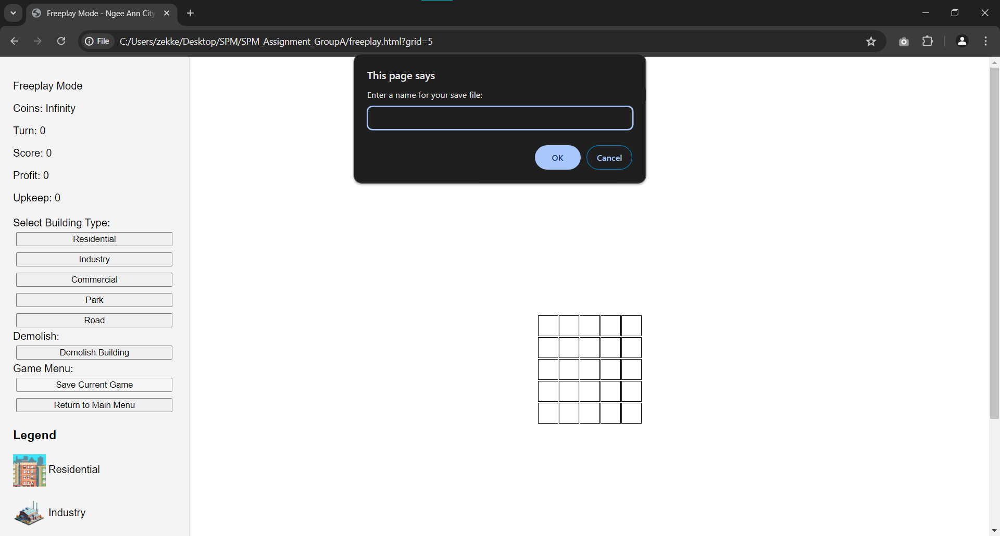 Freeplay Mode - Ngee Ann City
File
C:/Users/zekke/Desktop/SPM/SPM_Assignment_GroupA/freeplay.html?grid=5
This page says
Enter a name for your save file:
OK
Cancel
Freeplay Mode
Coins: Infinity
Turn: 0
Score: 0
Profit: 0
Upkeep: 0
Select Building Type:
Residential
Industry
Commercial
Park
Road
Demolish:
Demolish Building
Game Menu:
Save Current Game
Return to Main Menu
Legend
Residential
Industry